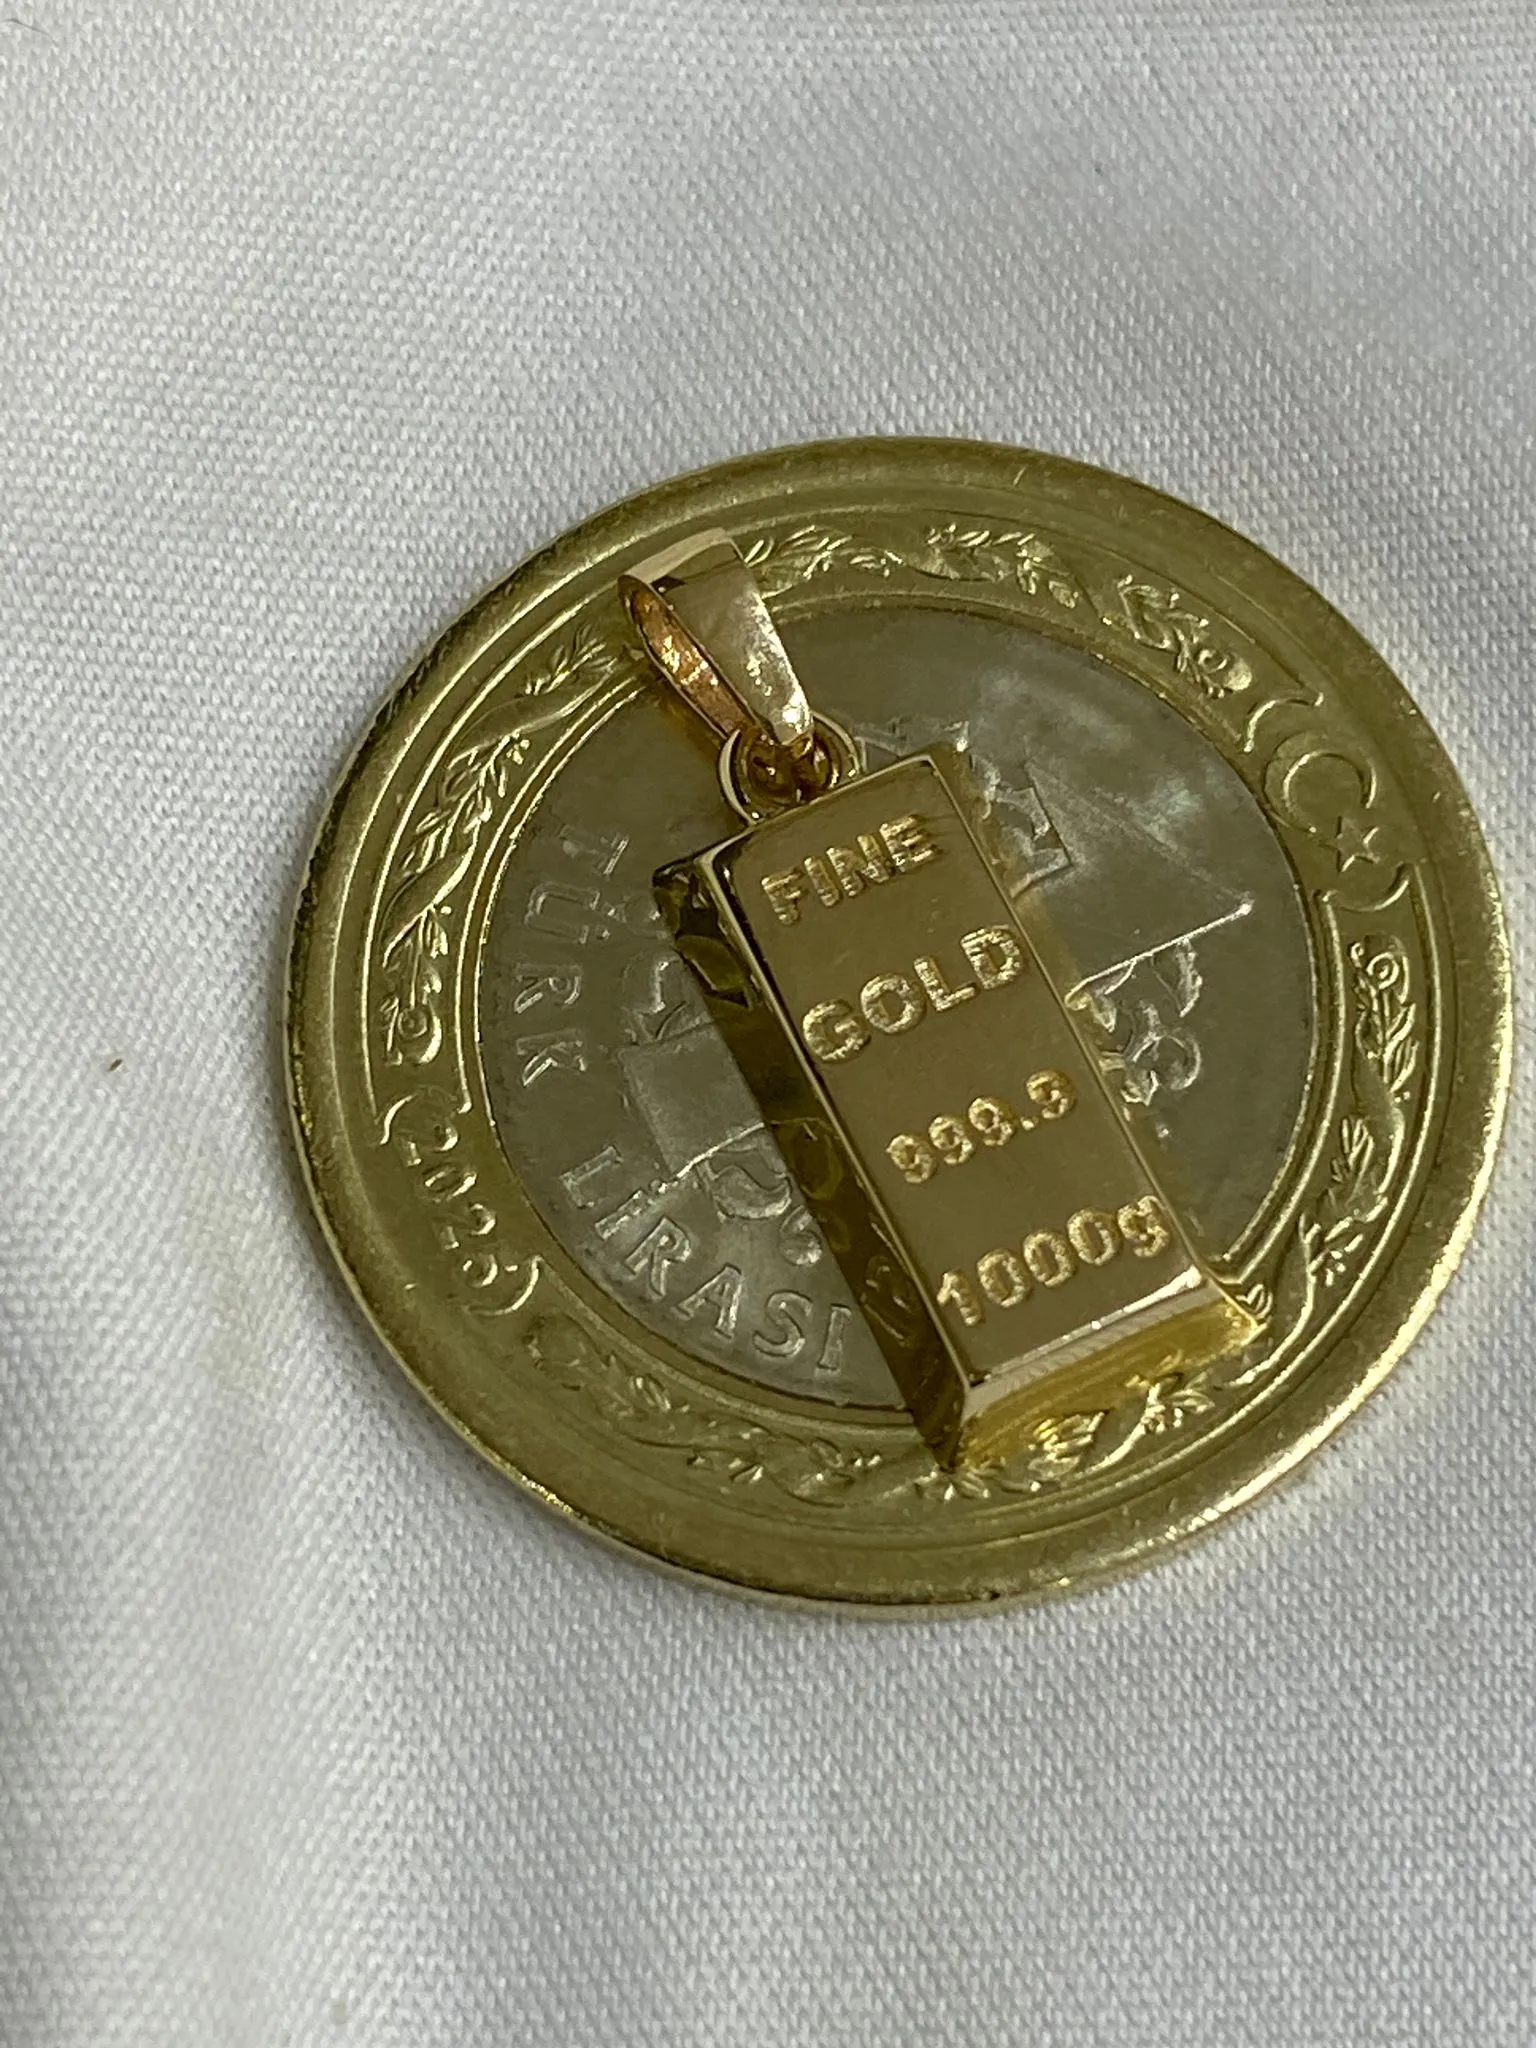 FINE
GOLD
999.9
1000g
TÜRK LİRASI
(2025)